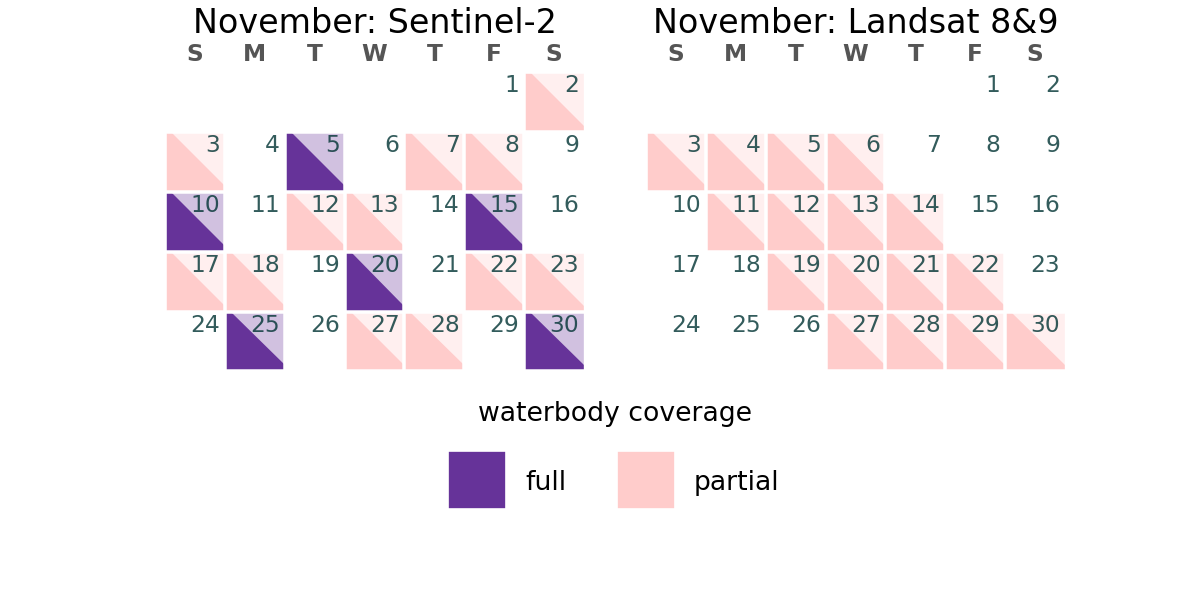 November: Sentinel-2
S M T W T F S
1 2
3 4 5 6 7 8 9
10 11 12 13 14 15 16
17 18 19 20 21 22 23
24 25 26 27 28 29 30
November: Landsat 8&9
S M T W T F S
1 2
3 4 5 6 7 8 9
10 11 12 13 14 15 16
17 18 19 20 21 22 23
24 25 26 27 28 29 30
waterbody coverage
full partial